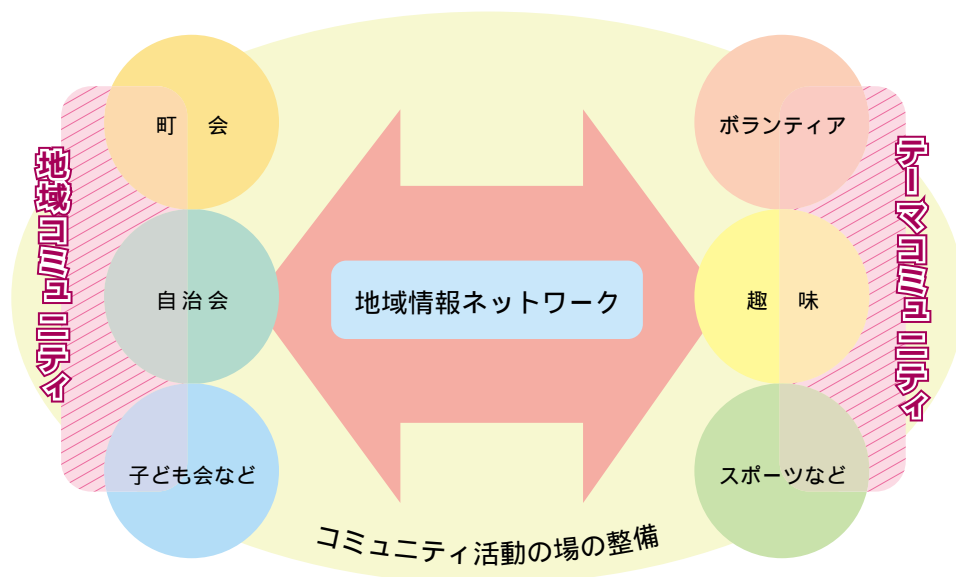 地域コミュニティ
町 会
自治会
子ども会など
地域情報ネットワーク
ボランティア
趣 味
スポーツなど
テーマコミュニティ
コミュニティ活動の場の整備